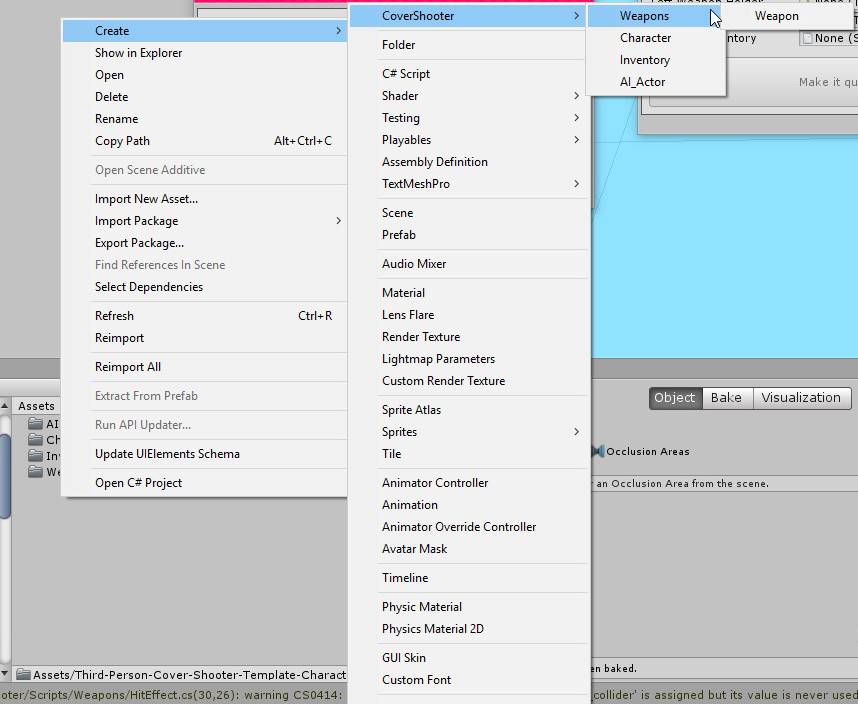 Create
Show in Explorer
Open
Delete
Rename
Copy Path Alt+Ctrl+C
Open Scene Additive
Import New Asset...
Import Package
Export Package...
Find References In Scene
Select Dependencies
Refresh Ctrl+R
Reimport
Reimport All
Extract From Prefab
Run API Updater...
Update UIElements Schema
Open C# Project
CoverShooter
Folder
C# Script
Shader
Testing
Playables
Assembly Definition
TextMeshPro
Scene
Prefab
Audio Mixer
Material
Lens Flare
Render Texture
Lightmap Parameters
Custom Render Texture
Sprite Atlas
Sprites
Tile
Animator Controller
Animation
Animator Override Controller
Avatar Mask
Timeline
Physic Material
Physics Material 2D
GUI Skin
Custom Font
Weapons
Character
Inventory
AI_Actor
Weapon
ntory None (S
Make it qu
Object Bake Visualization
Occlusion Areas
an Occlusion Area from the scene.
en baked.
Assets
AI
Ch
In
We
Assets/Third-Person-Cover-Shooter-Template-Charact
oter/Scripts/Weapons/HitEffect.cs(30,26): warning CS0414: _collider' is assigned but its value is never used